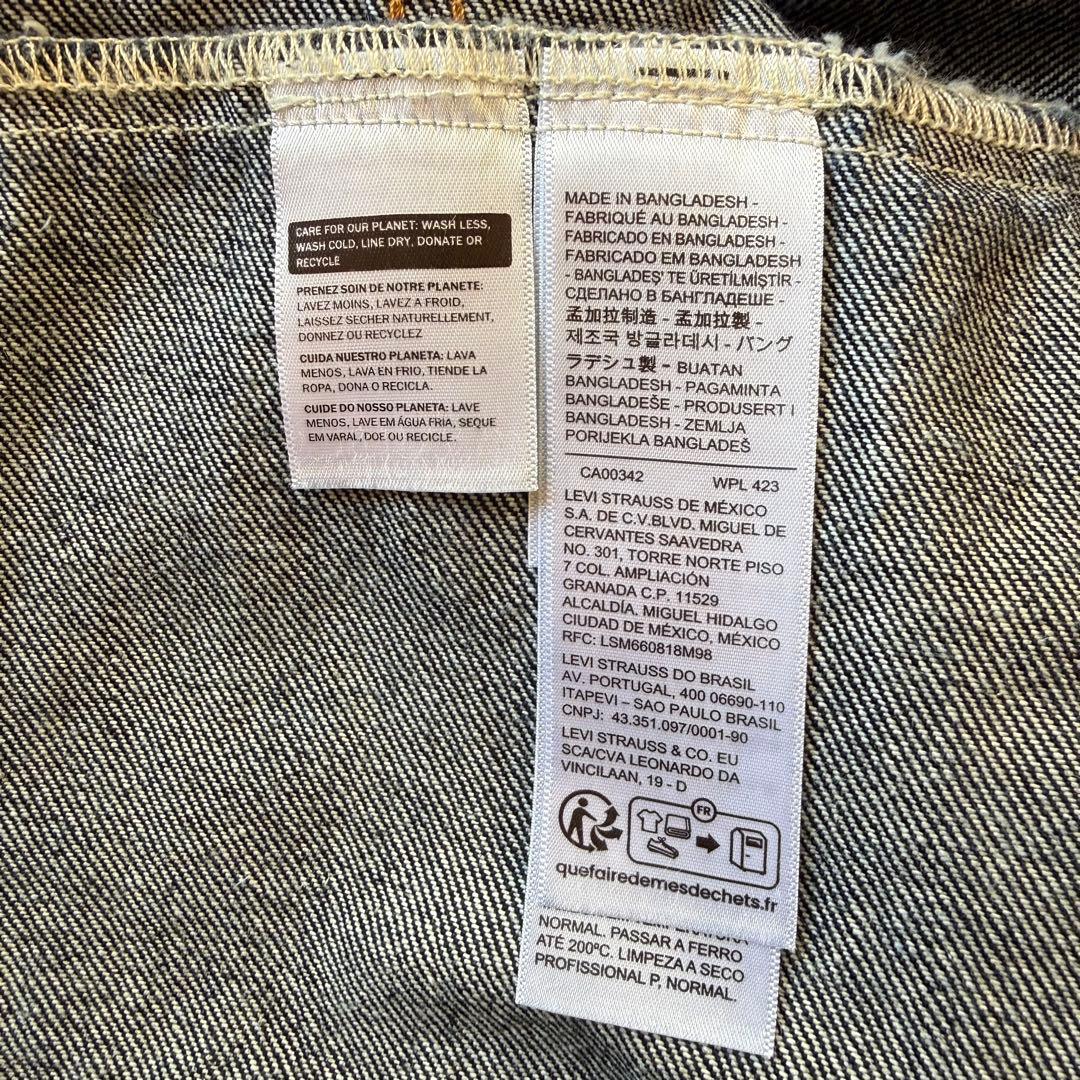 CARE FOR OUR PLANET: WASH LESS,
WASH COLD, LINE DRY, DONATE OR
RECYCLE
PRENEZ SOIN DE NOTRE PLANETE:
LAVEZ MOINS, LAVEZ A FROID,
LAISSEZ SECHER NATURELLEMENT,
DONNEZ OU RECYCLEZ
CUIDA NUESTRO PLANETA: LAVA
MENOS, LAVA EN FRIO, TIENDE LA
ROPA, DONA O RECICLA.
CUIDE DO NOSSO PLANETA: LAVE
MENOS, LAVE EM ÁGUA FRIA, SEQUE
EM VARAL, DOE OU RECICLE.
MADE IN BANGLADESH -
FABRIQUÉ AU BANGLADESH -
FABRICADO EN BANGLADESH -
FABRICADO EM BANGLADESH
- BANGLADEŞ' TE ÜRETİLMİŞTİR -
СДЕЛАНО В БАНГЛАДЕШЕ -
孟加拉制造 - 孟加拉製 -
제조국 방글라데시 - バング
ラデシュ製 - BUATAN
BANGLADESH - PAGAMINTA
BANGLADEŠE - PRODUSERT I
BANGLADESH - ZEMLJA
PORIJEKLA BANGLADEŠ
CA00342 WPL 423
LEVI STRAUSS DE MÉXICO
S.A. DE C.V.BLVD. MIGUEL DE
CERVANTES SAAVEDRA
NO. 301, TORRE NORTE PISO
7 COL. AMPLIACIÓN
GRANADA C.P. 11529
ALCALDÍA. MIGUEL HIDALGO
CIUDAD DE MÉXICO, MÉXICO
RFC: LSM660818M98
LEVI STRAUSS DO BRASIL
AV. PORTUGAL, 400 06690-110
ITAPEVI – SAO PAULO BRASIL
CNPJ: 43.351.097/0001-90
LEVI STRAUSS & CO. EU
SCA/CVA LEONARDO DA
VINCILAAN, 19 - D
FR
quefairedemesdechets.fr
NORMAL. PASSAR A FERRO
ATÉ 200ºC. LIMPEZA A SECO
PROFISSIONAL P, NORMAL.